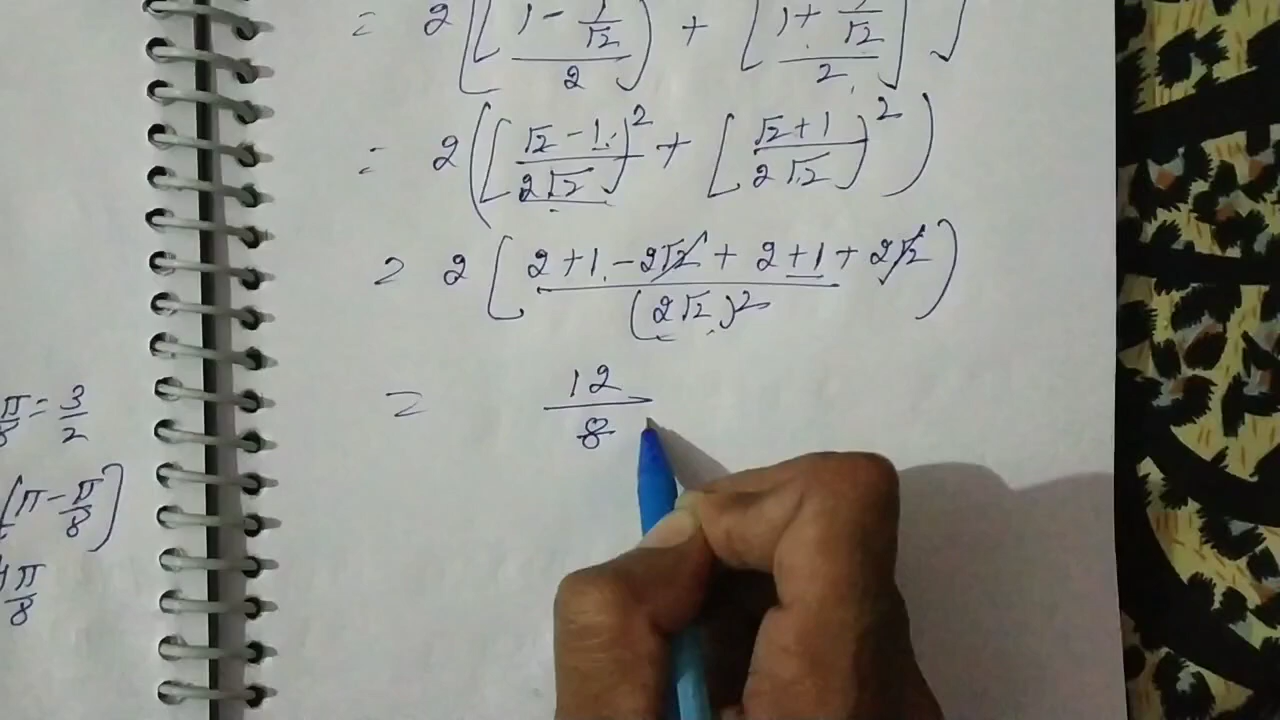 = 2 [ [ (1 - 1/√2) / 2 ) + [ (1 + 1/√2) / 2 ] ]
= 2 ( [ (√2 - 1) / 2√2 ]² + [ (√2 + 1) / 2√2 ]² )
= 2 [ (2 + 1 - 2√2 + 2 + 1 + 2√2) / (2√2)² )
= 12 / 8
π/8 = 3/2
(π - π/8)
π/8